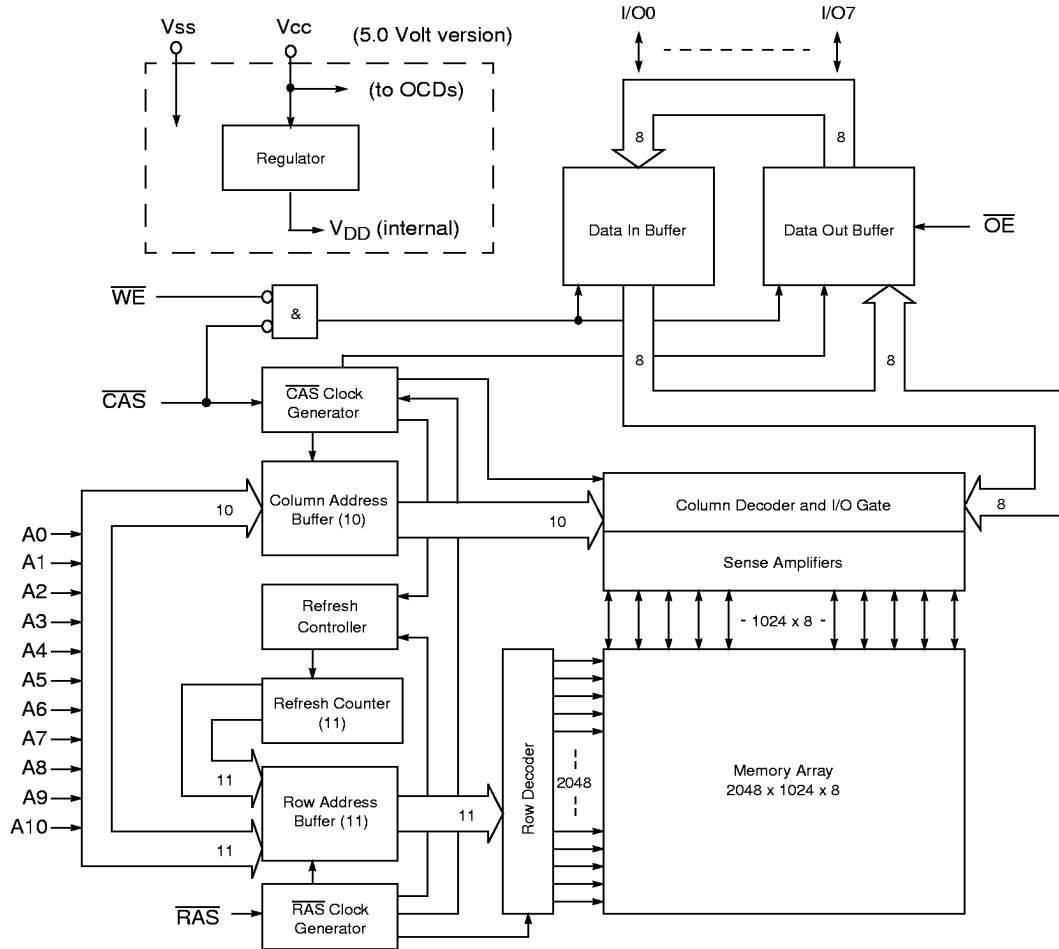 Vss
Vcc
(5.0 Volt version)
(to OCDs)
Regulator
VDD (internal)
I/O0
I/O7
8
8
Data In Buffer
Data Out Buffer
OE
WE
&
8
8
CAS
CAS Clock
Generator
10
Column Address
Buffer (10)
10
Column Decoder and I/O Gate
8
Sense Amplifiers
A0
A1
A2
A3
A4
A5
A6
A7
A8
A9
A10
Refresh
Controller
- 1024 x 8 -
Refresh Counter
(11)
11
Row Address
Buffer (11)
11
11
Row Decoder
2048
Memory Array
2048 x 1024 x 8
RAS
RAS Clock
Generator